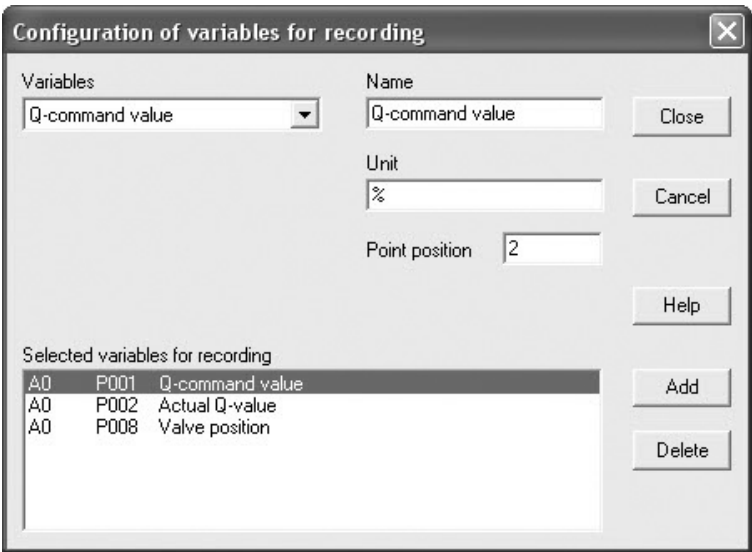 Configuration of variables for recording
Variables
Q-command value
Name
Q-command value
Close
Unit
%
Cancel
Point position 2
Help
Selected variables for recording
A0 P001 Q-command value
A0 P002 Actual Q-value
A0 P008 Valve position
Add
Delete